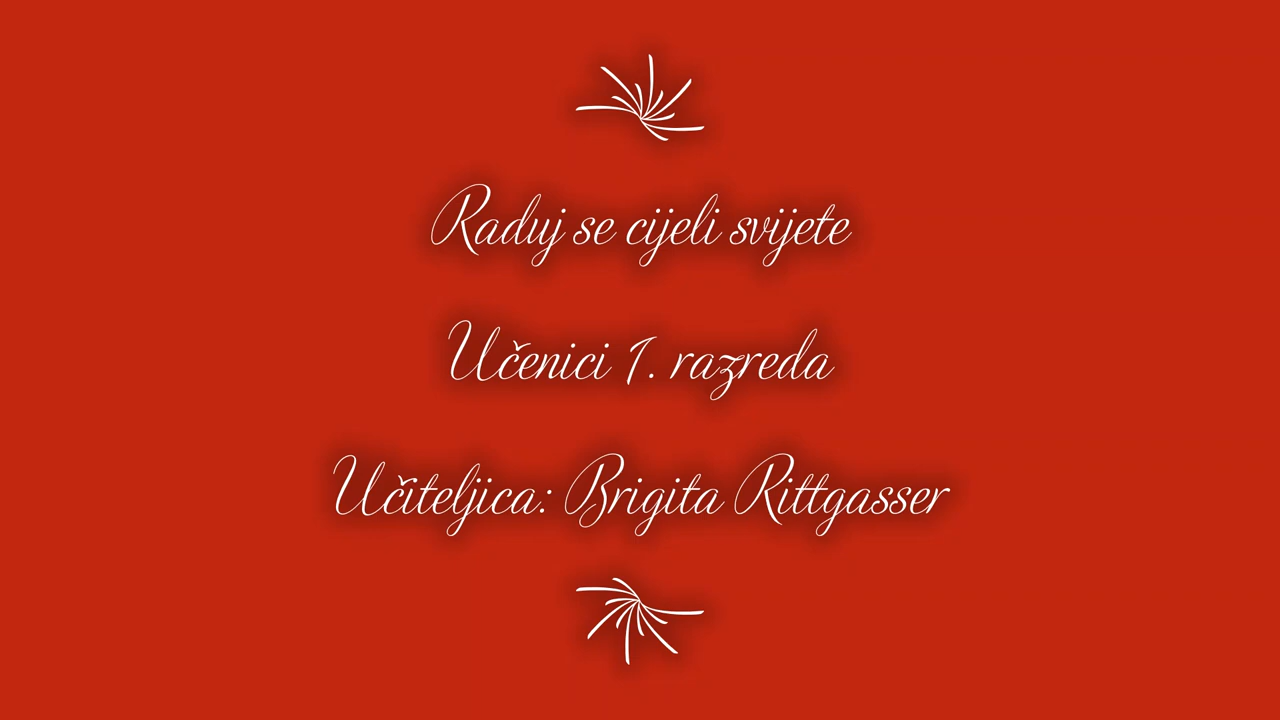 Raduj se cijeli svijete
Učenici 1. razreda
Učiteljica: Brigita Rittgasser